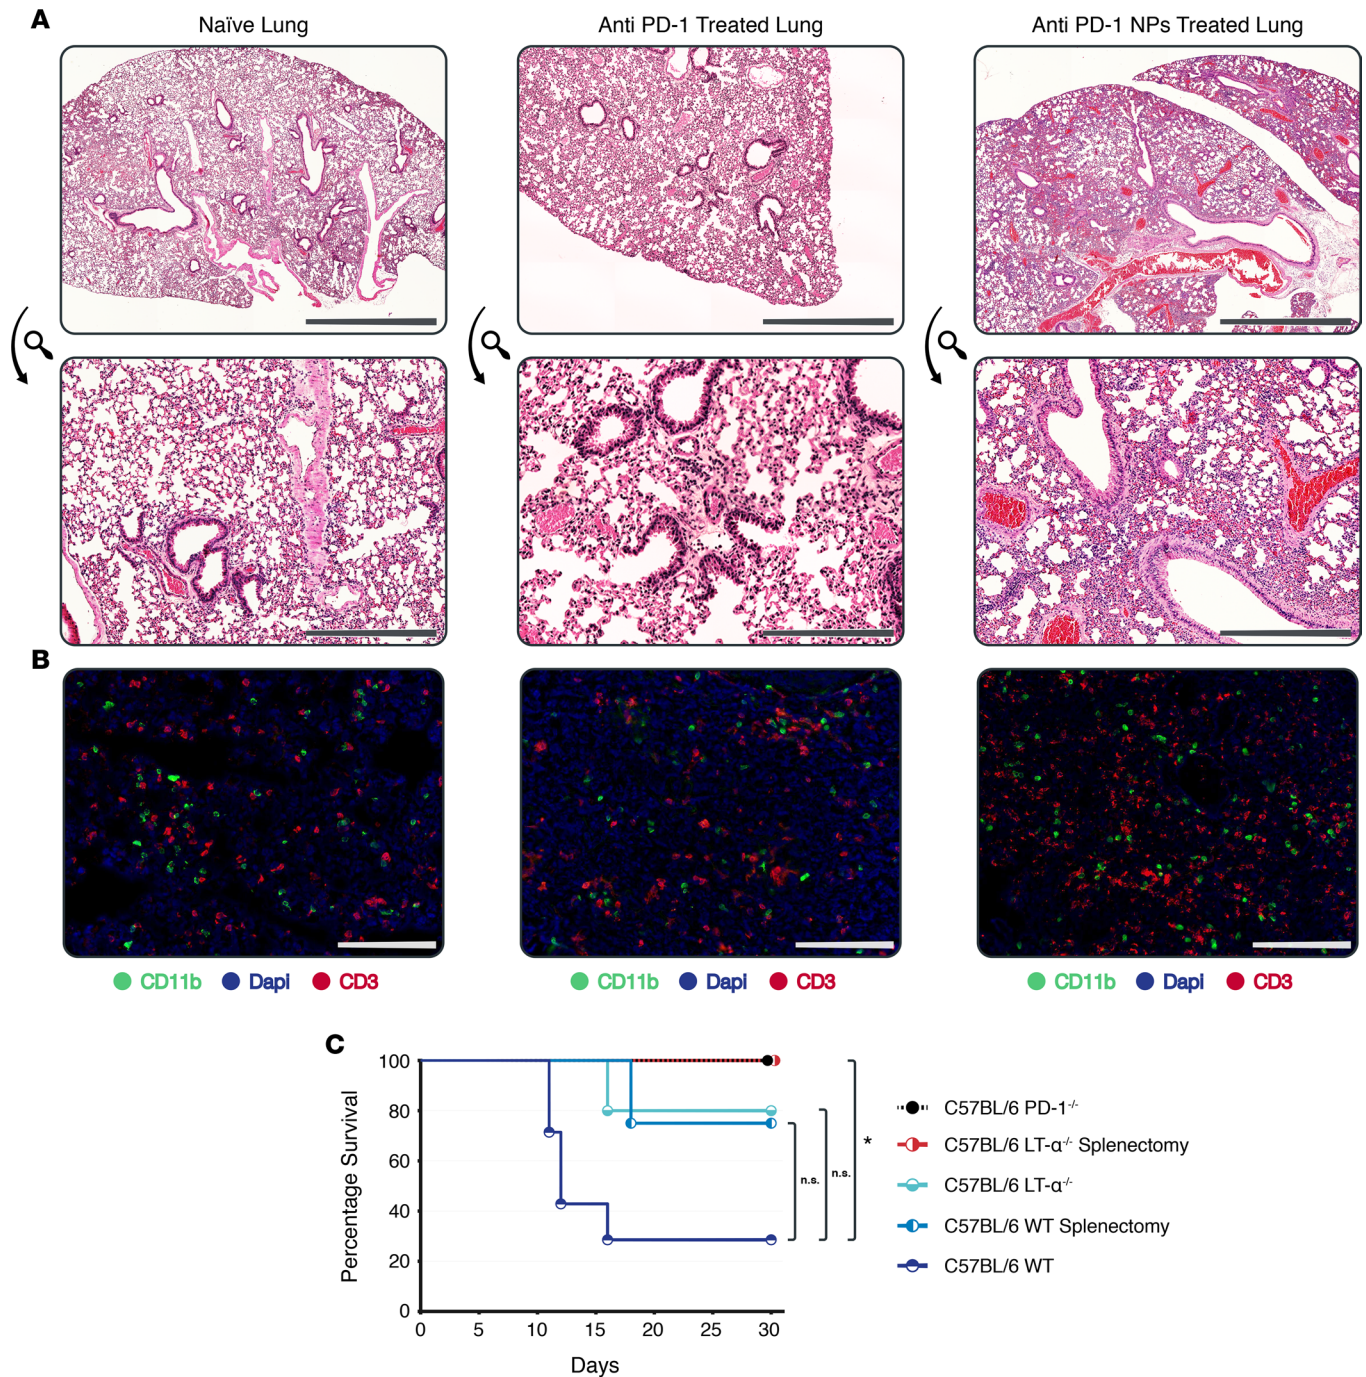 A
Naïve Lung
Anti PD-1 Treated Lung
Anti PD-1 NPs Treated Lung
B
CD11b Dapi CD3
CD11b Dapi CD3
CD11b Dapi CD3
C
Percentage Survival
100
80
60
40
20
0
0 5 10 15 20 25 30
Days
n.s.
n.s.
*
C57BL/6 PD-1-/-
C57BL/6 LT-α-/- Splenectomy
C57BL/6 LT-α-/-
C57BL/6 WT Splenectomy
C57BL/6 WT